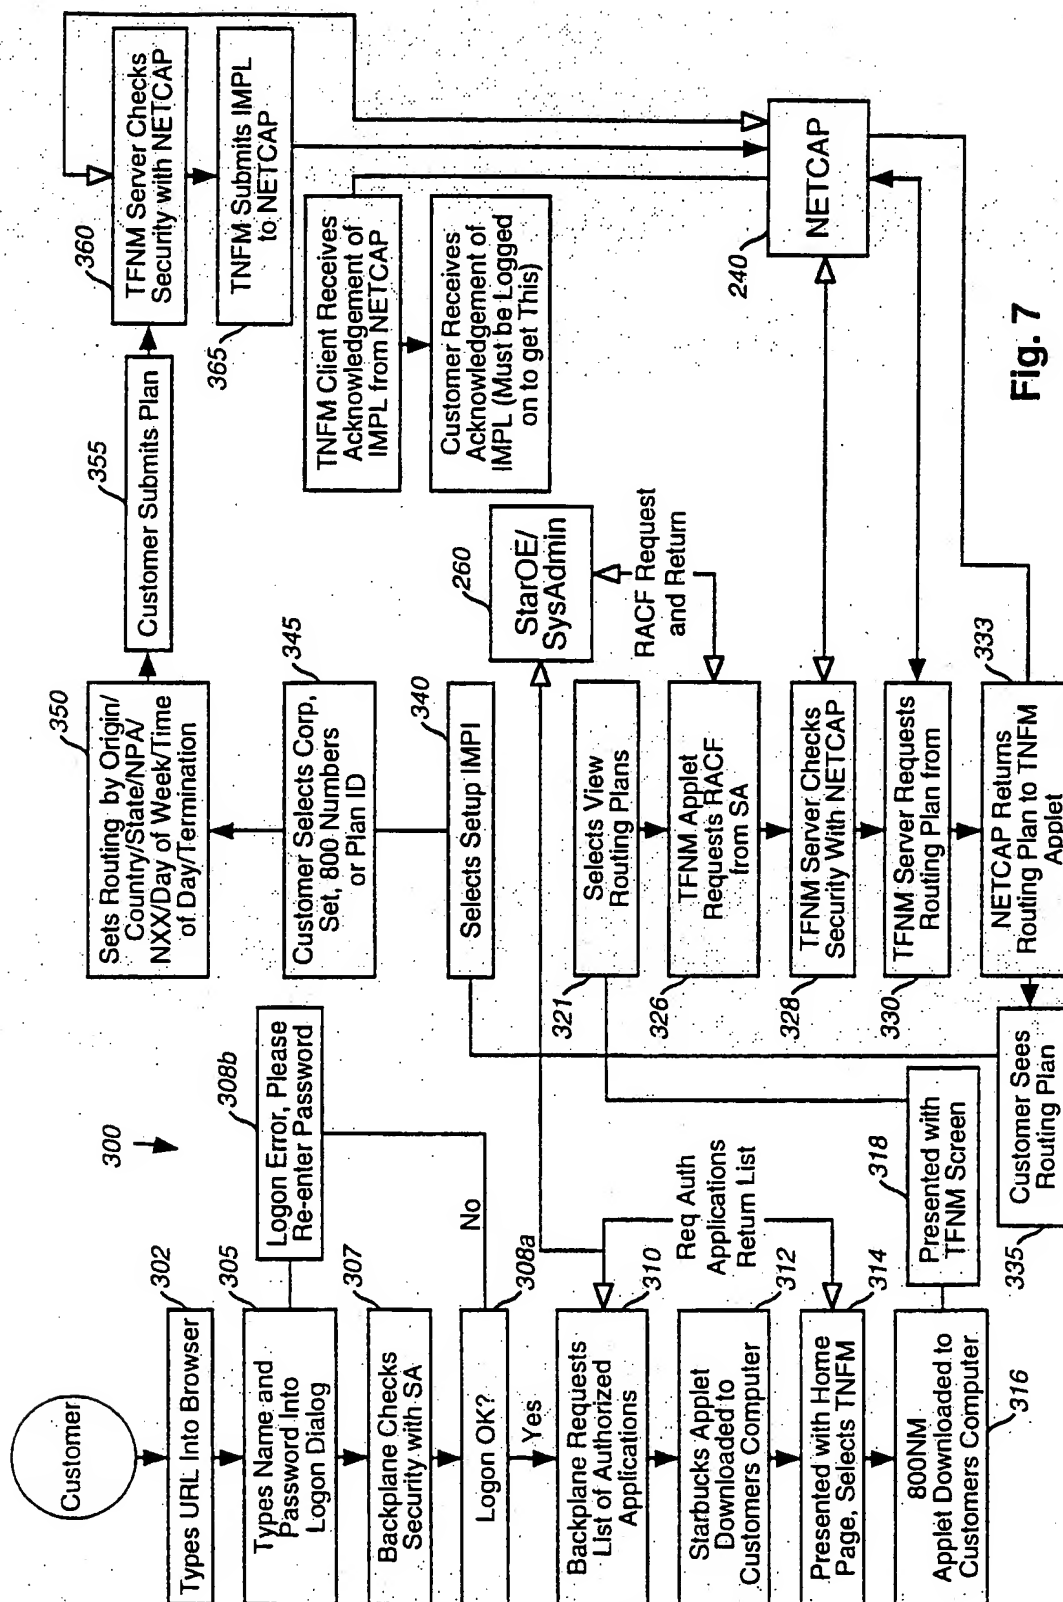 300
Customer
302
Types URL Into Browser
305
Types Name and
Password Into
Logon Dialog
308b
Logon Error, Please
Re-enter Password
307
Backplane Checks
Security with SA
308a
Logon OK?
No
Yes
310
Backplane Requests
List of Authorized
Applications
Req Auth
Applications
Return List
312
Starbucks Applet
Downloaded to
Customers Computer
314
Presented with Home
Page, Selects TNFM
800NM
Applet Downloaded to
Customers Computer
316
318
Presented with
TFNM Screen
321
Selects View
Routing Plans
260
StarOE/
SysAdmin
RACF Request
and Return
326
TFNM Applet
Requests RACF
from SA
328
TFNM Server Checks
Security With NETCAP
330
TFNM Server Requests
Routing Plan from
333
NETCAP Returns
Routing Plan to TNFM
Applet
335
Customer Sees
Routing Plan
340
Selects Setup IMPI
345
Customer Selects Corp,
Set, 800 Numbers
or Plan ID
350
Sets Routing by Origin/
Country/State/NPA/
NXX/Day of Week/Time
of Day/Termination
355
Customer Submits Plan
360
TFNM Server Checks
Security with NETCAP
365
TNFM Submits IMPL
to NETCAP
TNFM Client Receives
Acknowledgement of
IMPL from NETCAP
Customer Receives
Acknowledgement of
IMPL (Must be Logged
on to get This)
240
NETCAP
Fig. 7